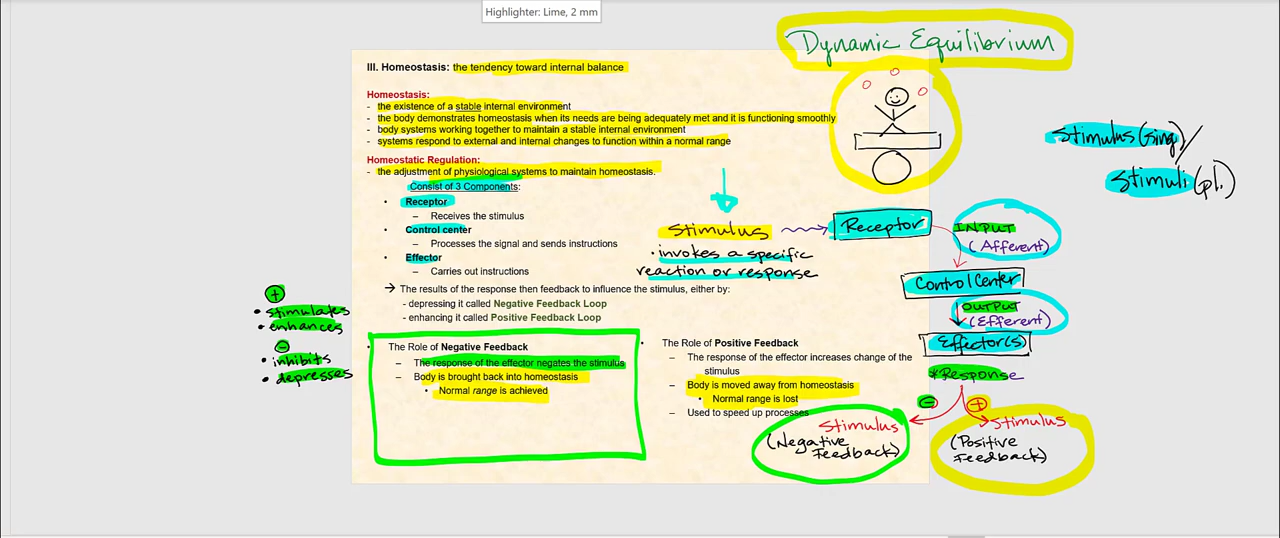 Highlighter: Lime, 2 mm
Dynamic Equilibrium
III. Homeostasis: the tendency toward internal balance
Homeostasis:
- the existence of a stable internal environment
- the body demonstrates homeostasis when its needs are being adequately met and it is functioning smoothly
- body systems working together to maintain a stable internal environment
- systems respond to external and internal changes to function within a normal range
Homeostatic Regulation:
- the adjustment of physiological systems to maintain homeostasis.
Consist of 3 Components:
• Receptor
– Receives the stimulus
• Control center
– Processes the signal and sends instructions
• Effector
– Carries out instructions
→ The results of the response then feedback to influence the stimulus, either by:
- depressing it called Negative Feedback Loop
- enhancing it called Positive Feedback Loop
• The Role of Negative Feedback
– The response of the effector negates the stimulus
– Body is brought back into homeostasis
• Normal range is achieved
• The Role of Positive Feedback
– The response of the effector increases change of the
stimulus
– Body is moved away from homeostasis
• Normal range is lost
– Used to speed up processes
+
• stimulates
• enhances
−
• inhibits
• depresses
Stimulus (sing)/
Stimuli (pl.)
Stimulus
• invokes a specific
reaction or response
Receptor
INPUT
(Afferent)
Control Center
OUTPUT
(Efferent)
Effector(s)
*Response
−
+
Stimulus
(Negative
Feedback)
Stimulus
(Positive
Feedback)